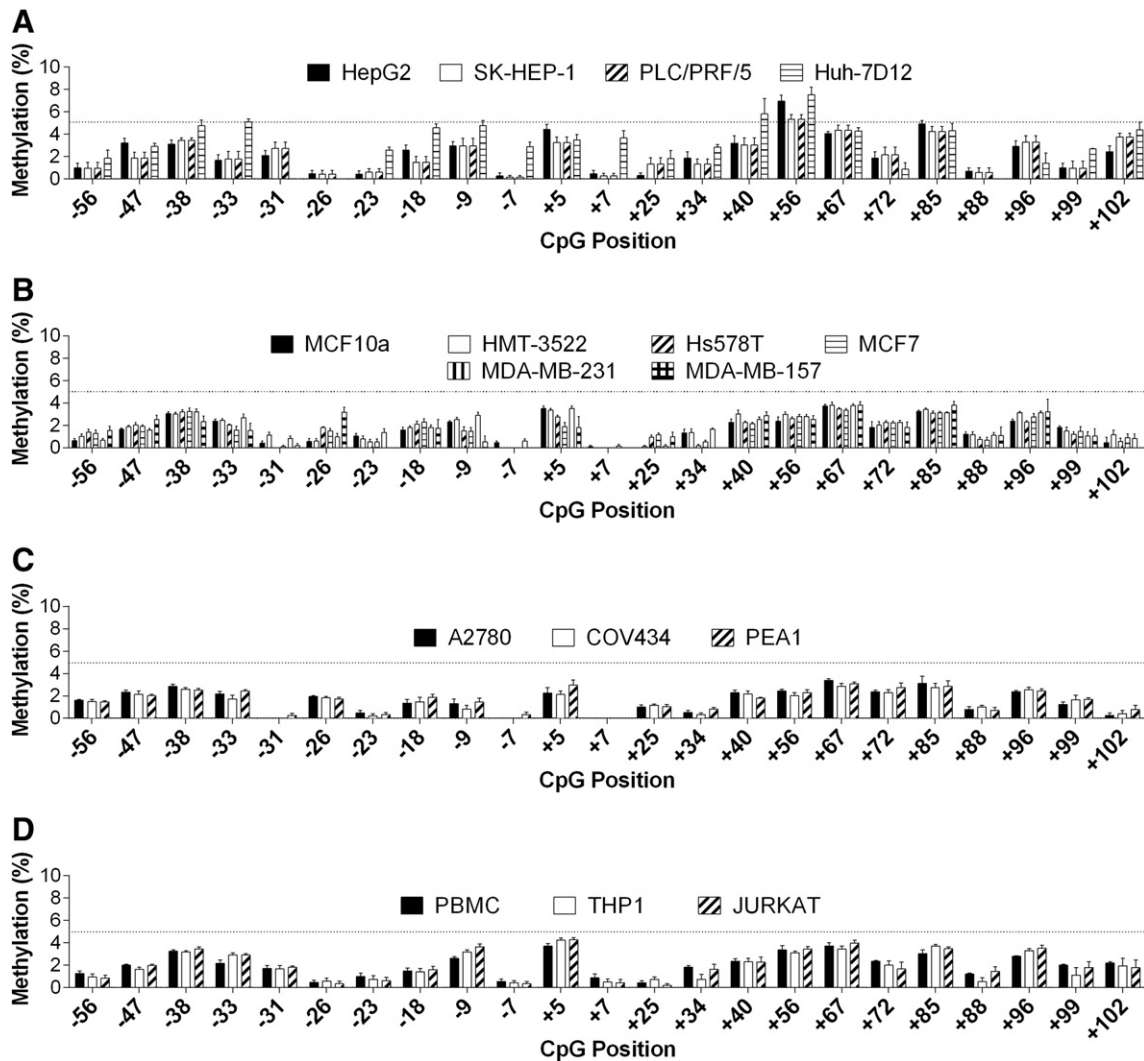 A
Methylation (%)
10
8
6
4
2
0
HepG2 SK-HEP-1 PLC/PRF/5 Huh-7D12
-56 -47 -38 -33 -31 -26 -23 -18 -9 -7 +5 +7 +25 +34 +40 +56 +67 +72 +85 +88 +96 +99 +102
CpG Position
B
Methylation (%)
10
8
6
4
2
0
MCF10a HMT-3522 Hs578T MCF7
MDA-MB-231 MDA-MB-157
-56 -47 -38 -33 -31 -26 -23 -18 -9 -7 +5 +7 +25 +34 +40 +56 +67 +72 +85 +88 +96 +99 +102
CpG Position
C
Methylation (%)
10
8
6
4
2
0
A2780 COV434 PEA1
-56 -47 -38 -33 -31 -26 -23 -18 -9 -7 +5 +7 +25 +34 +40 +56 +67 +72 +85 +88 +96 +99 +102
CpG Position
D
Methylation (%)
10
8
6
4
2
0
PBMC THP1 JURKAT
-56 -47 -38 -33 -31 -26 -23 -18 -9 -7 +5 +7 +25 +34 +40 +56 +67 +72 +85 +88 +96 +99 +102
CpG Position